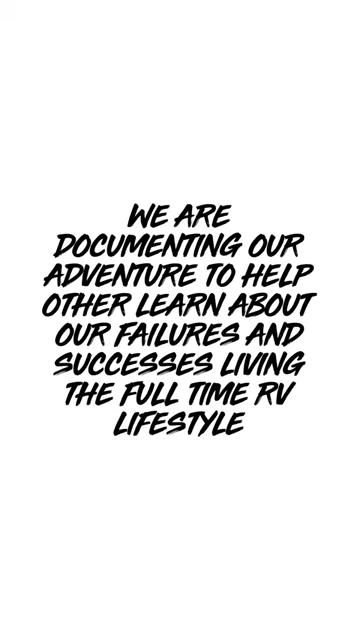 WE ARE
DOCUMENTING OUR
ADVENTURE TO HELP
OTHER LEARN ABOUT
OUR FAILURES AND
SUCCESSES LIVING
THE FULL TIME RV
LIFESTYLE